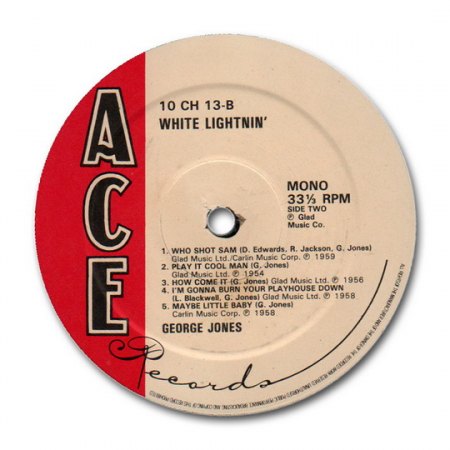 ACE
Records
10 CH 13-B
WHITE LIGHTNIN'
MONO
33⅓ RPM
SIDE TWO
℗ Glad
Music Co.
1. WHO SHOT SAM (D. Edwards, R. Jackson, G. Jones)
Glad Music Ltd./Carlin Music Corp. ℗ 1959
2. PLAY IT COOL MAN (G. Jones)
Glad Music Ltd. ℗ 1954
3. HOW COME IT (G. Jones) Glad Music Ltd. ℗ 1956
4. I'M GONNA BURN YOUR PLAYHOUSE DOWN
(L. Blackwell, G. Jones) Glad Music Ltd. ℗ 1958
5. MAYBE LITTLE BABY (G. Jones)
Carlin Music Corp. ℗ 1958
GEORGE JONES